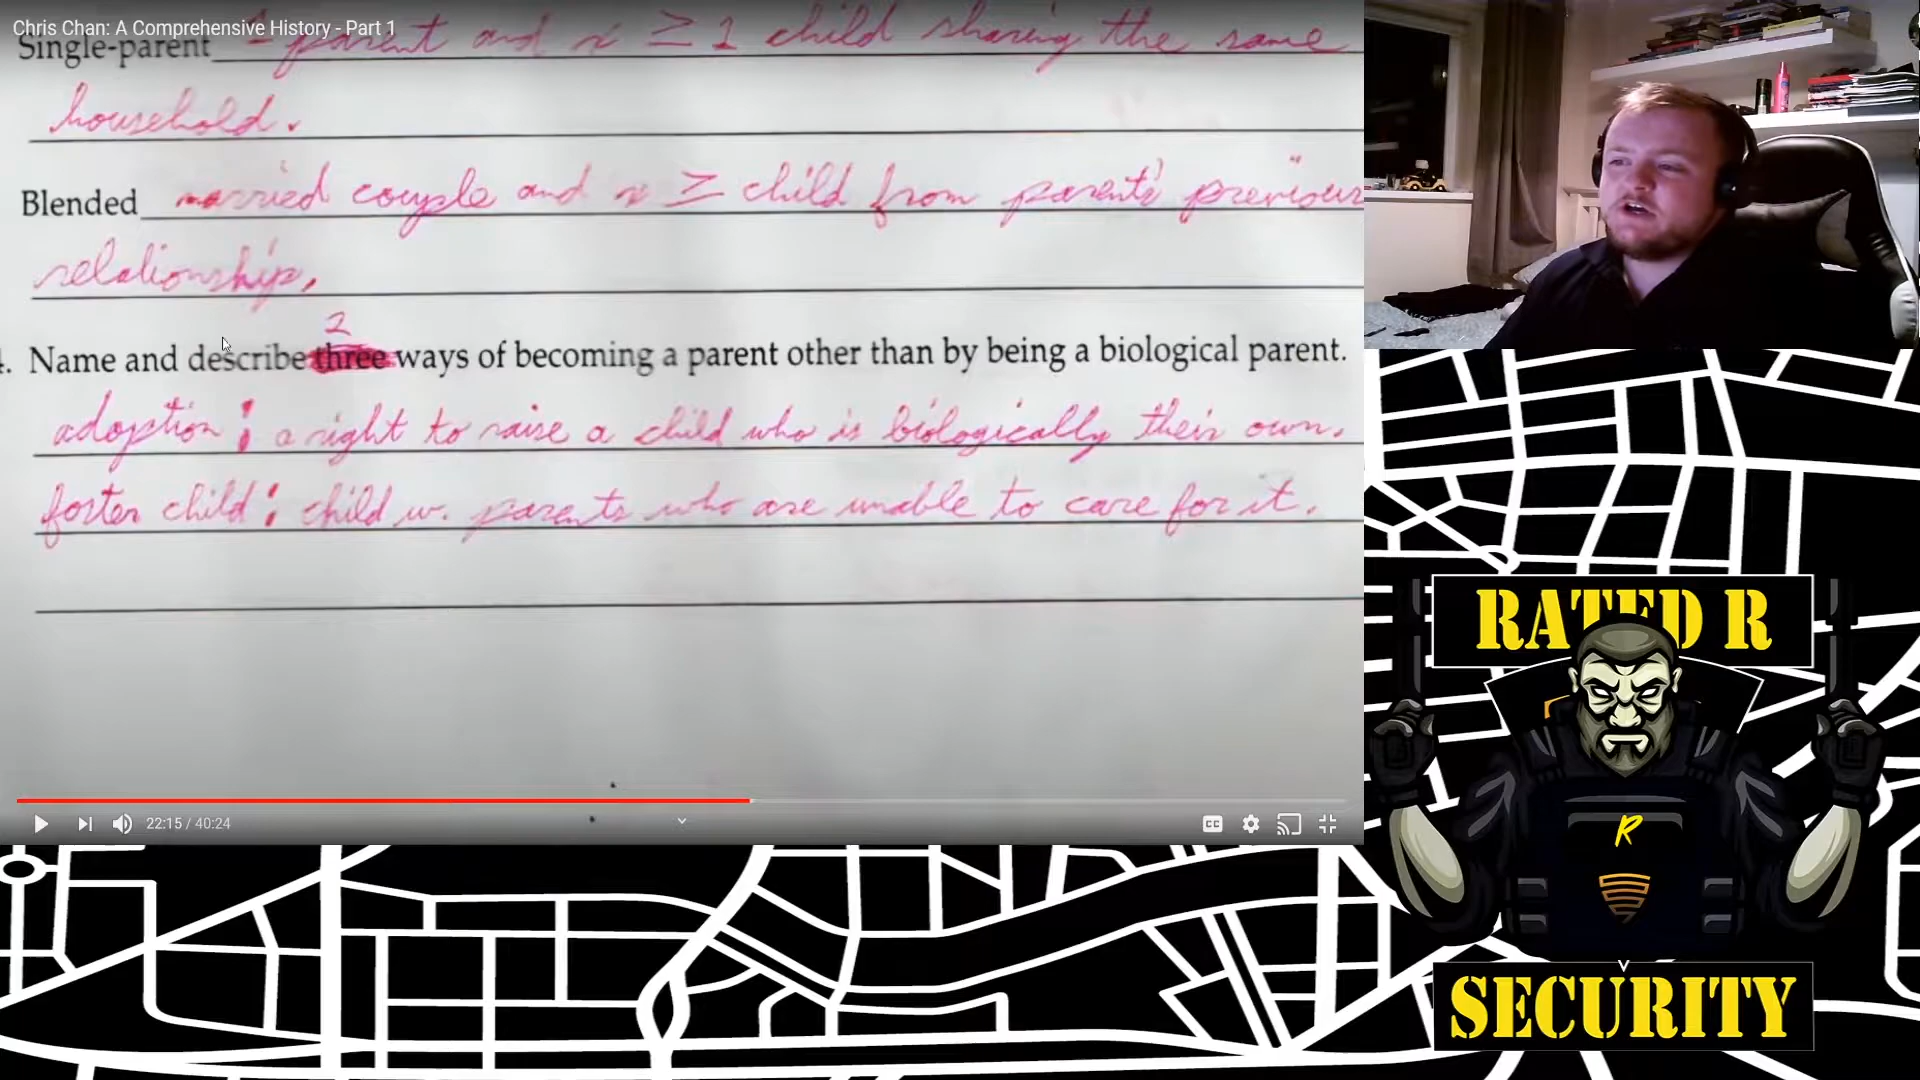 Chris Chan: A Comprehensive History - Part 1
Single-parent 1 parent and n ≥ 1 child sharing the same
household.
Blended married couple and n ≥ child from parent's previous
relationship.
2
4. Name and describe three ways of becoming a parent other than by being a biological parent.
adoption: a right to raise a child who is biologically their own.
foster child: child w. parents who are unable to care for it.
22:15 / 40:24
CC
RATED R
R
SECURITY